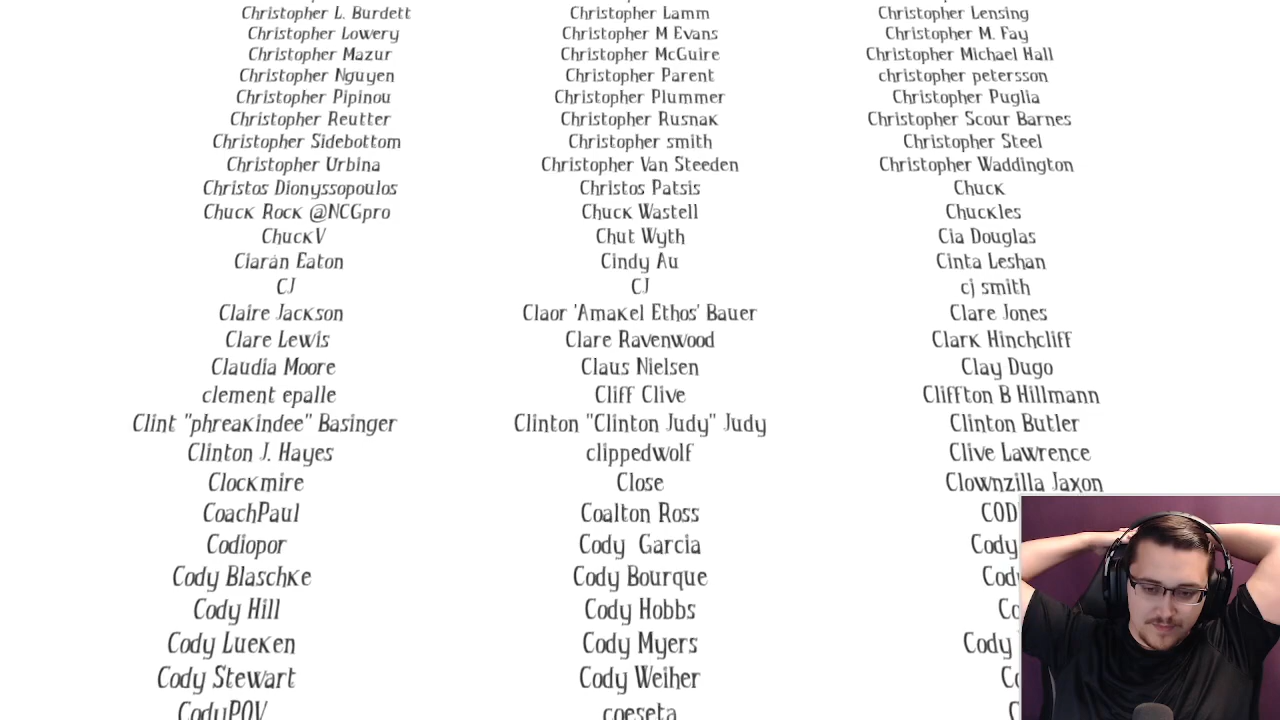 Christopher L. Burdett Christopher Lamm Christopher Lensing
Christopher Lowery Christopher M Evans Christopher M. Fay
Christopher Mazur Christopher McGuire Christopher Michael Hall
Christopher Nguyen Christopher Parent christopher petersson
Christopher Pipinou Christopher Plummer Christopher Puglia
Christopher Reutter Christopher Rusnak Christopher Scour Barnes
Christopher Sidebottom Christopher smith Christopher Steel
Christopher Urbina Christopher Van Steeden Christopher Waddington
Christos Dionyssopoulos Christos Patsis Chuck
Chuck Rock @NCGpro Chuck Wastell Chuckles
ChuckV Chut Wyth Cia Douglas
Ciarán Eaton Cindy Au Cinta Leshan
CJ CJ cj smith
Claire Jackson Claor 'Amakel Ethos' Bauer Clare Jones
Clare Lewis Clare Ravenwood Clark Hinchcliff
Claudia Moore Claus Nielsen Clay Dugo
clement epalle Cliff Clive Cliffton B Hillmann
Clint "phreakindee" Basinger Clinton "Clinton Judy" Judy Clinton Butler
Clinton J. Hayes clippedwolf Clive Lawrence
Clockmire Close Clownzilla Jaxon
CoachPaul Coalton Ross COD
Codiopor Cody Garcia Cody
Cody Blaschke Cody Bourque Cod
Cody Hill Cody Hobbs Co
Cody Lueken Cody Myers Cody
Cody Stewart Cody Weiher Co
CodyPOV coeseta C